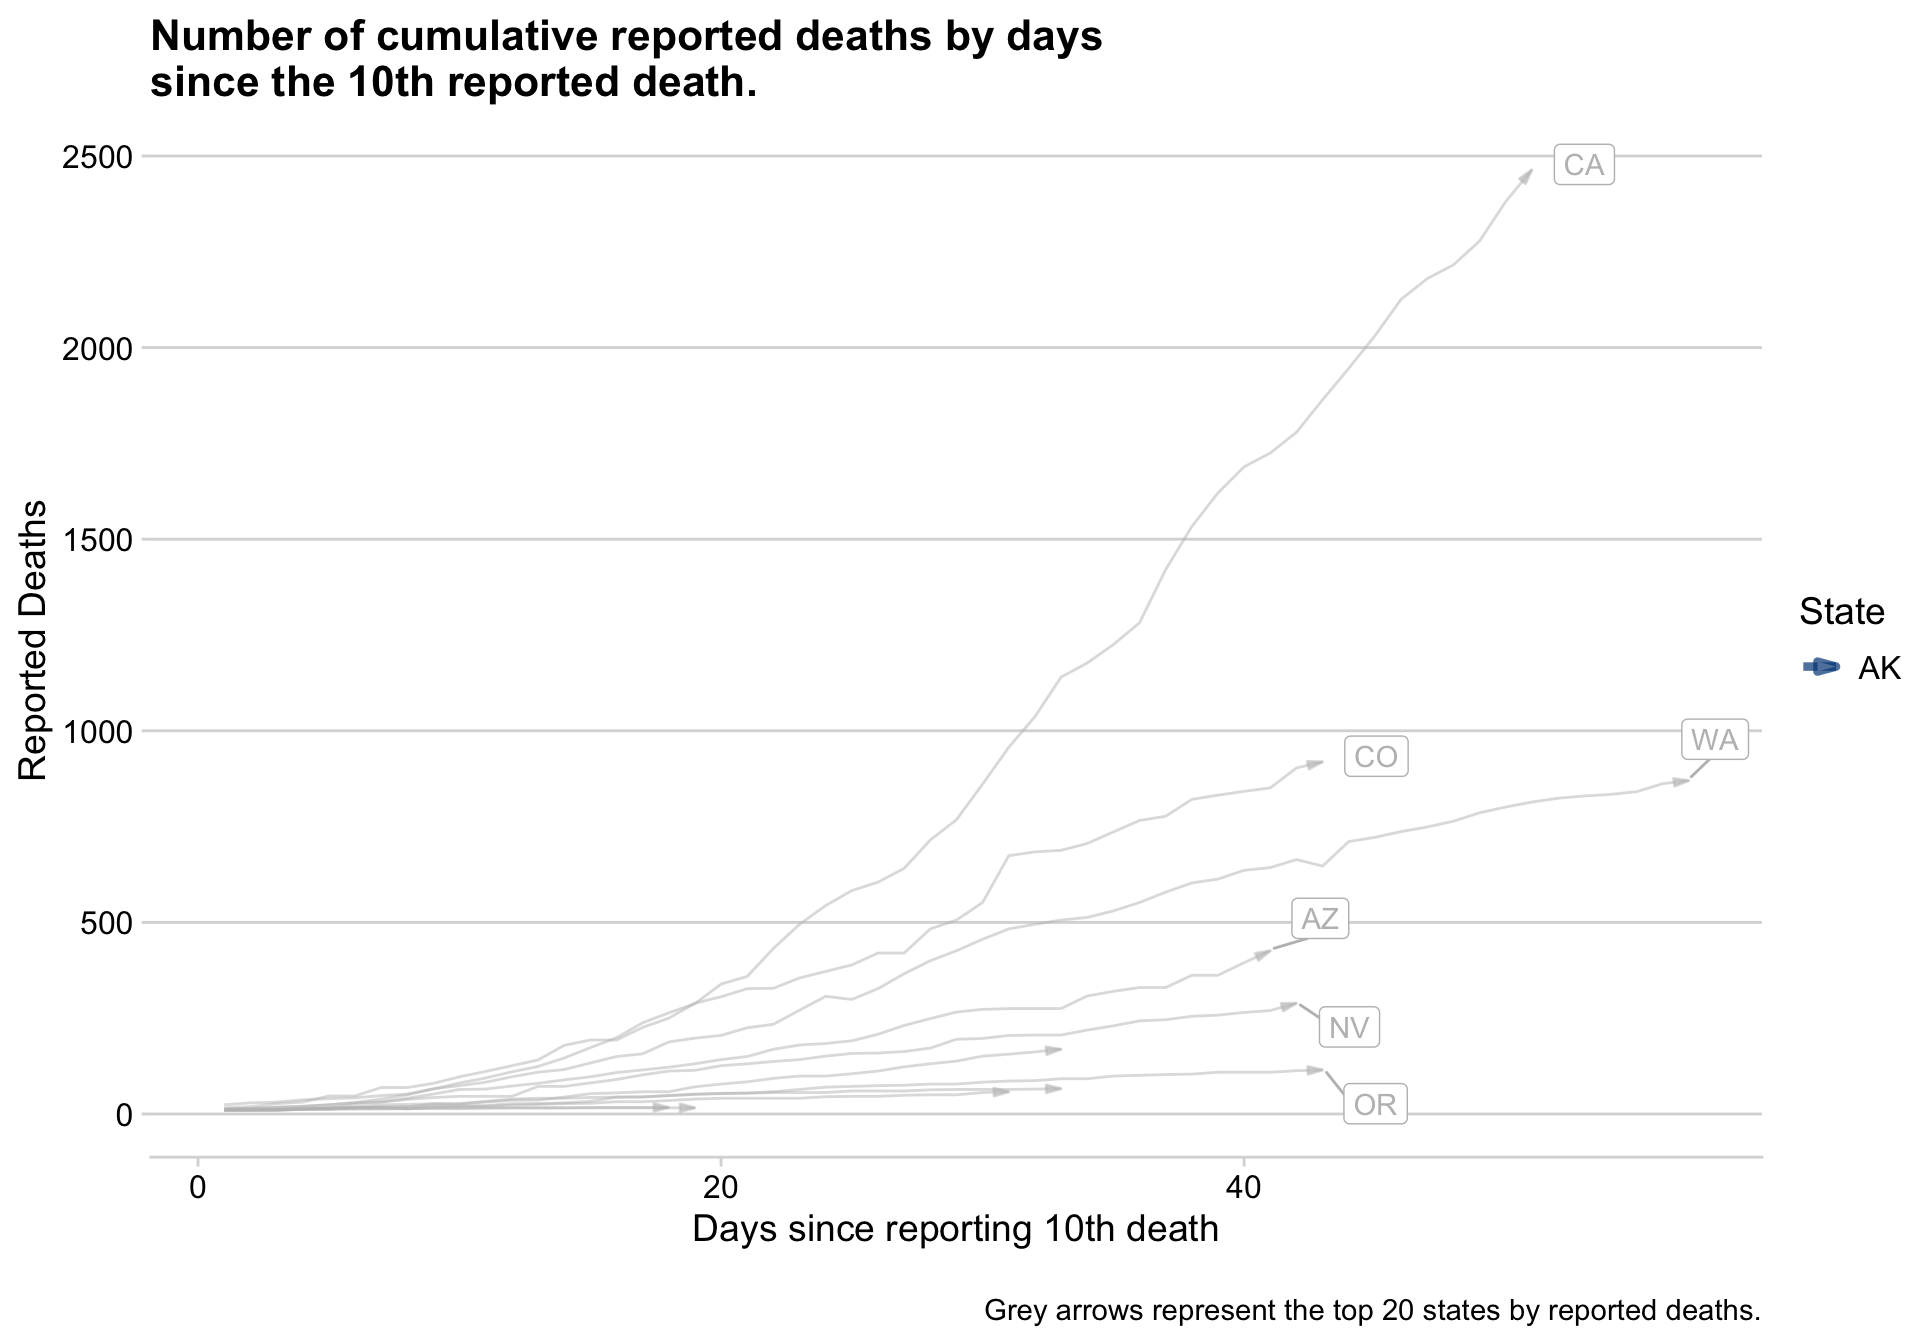 Number of cumulative reported deaths by days
since the 10th reported death.
2500
2000
1500
1000
500
0
Reported Deaths
CA
CO
WA
AZ
NV
OR
State
AK
0 20 40
Days since reporting 10th death
Grey arrows represent the top 20 states by reported deaths.